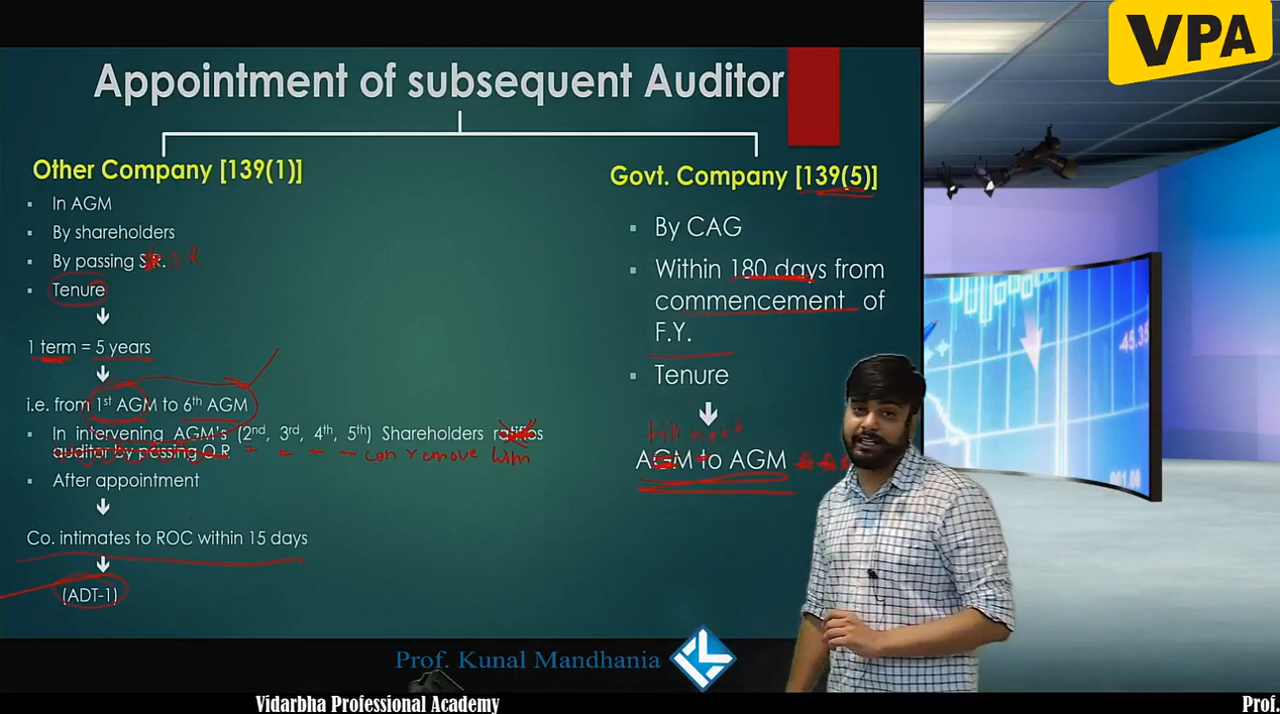 VPA
Appointment of subsequent Auditor
Other Company [139(1)]
In AGM
By shareholders
By passing S.R. O R
Tenure
1 term = 5 years
i.e. from 1st AGM to 6th AGM
In intervening AGM's (2nd, 3rd, 4th, 5th) Shareholders ratifies
auditor by passing O.R
can remove him
After appointment
Co. intimates to ROC within 15 days
(ADT-1)
Govt. Company [139(5)]
By CAG
Within 180 days from
commencement of
F.Y.
Tenure
till next
AGM to AGM
Prof. Kunal Mandhania
Vidarbha Professional Academy
Prof.